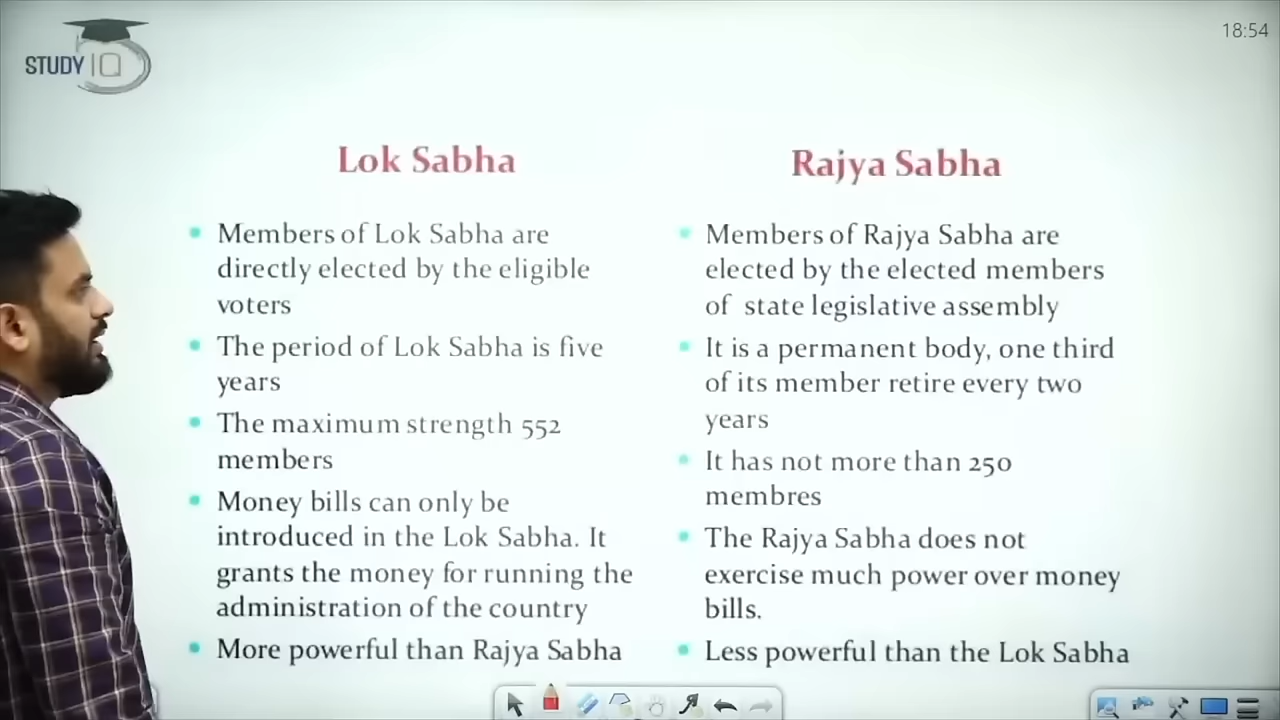 STUDY IQ
18:54
Lok Sabha
Members of Lok Sabha are
directly elected by the eligible
voters
The period of Lok Sabha is five
years
The maximum strength 552
members
Money bills can only be
introduced in the Lok Sabha. It
grants the money for running the
administration of the country
More powerful than Rajya Sabha
Rajya Sabha
Members of Rajya Sabha are
elected by the elected members
of state legislative assembly
It is a permanent body, one third
of its member retire every two
years
It has not more than 250
membres
The Rajya Sabha does not
exercise much power over money
bills.
Less powerful than the Lok Sabha